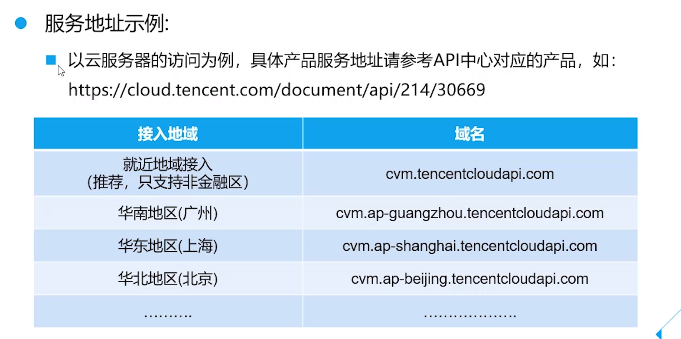 服务地址示例:
以云服务器的访问为例，具体产品服务地址请参考API中心对应的产品，如：
https://cloud.tencent.com/document/api/214/30669
接入地域 域名
就近地域接入
（推荐，只支持非金融区） cvm.tencentcloudapi.com
华南地区(广州) cvm.ap-guangzhou.tencentcloudapi.com
华东地区(上海) cvm.ap-shanghai.tencentcloudapi.com
华北地区(北京) cvm.ap-beijing.tencentcloudapi.com
………. ……………….